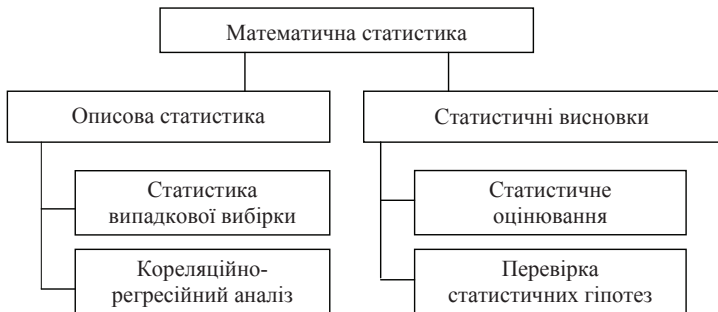 Математична статистика
Описова статистика
Статистичні висновки
Статистика
випадкової вибірки
Статистичне
оцінювання
Кореляційно-
регресійний аналіз
Перевірка
статистичних гіпотез